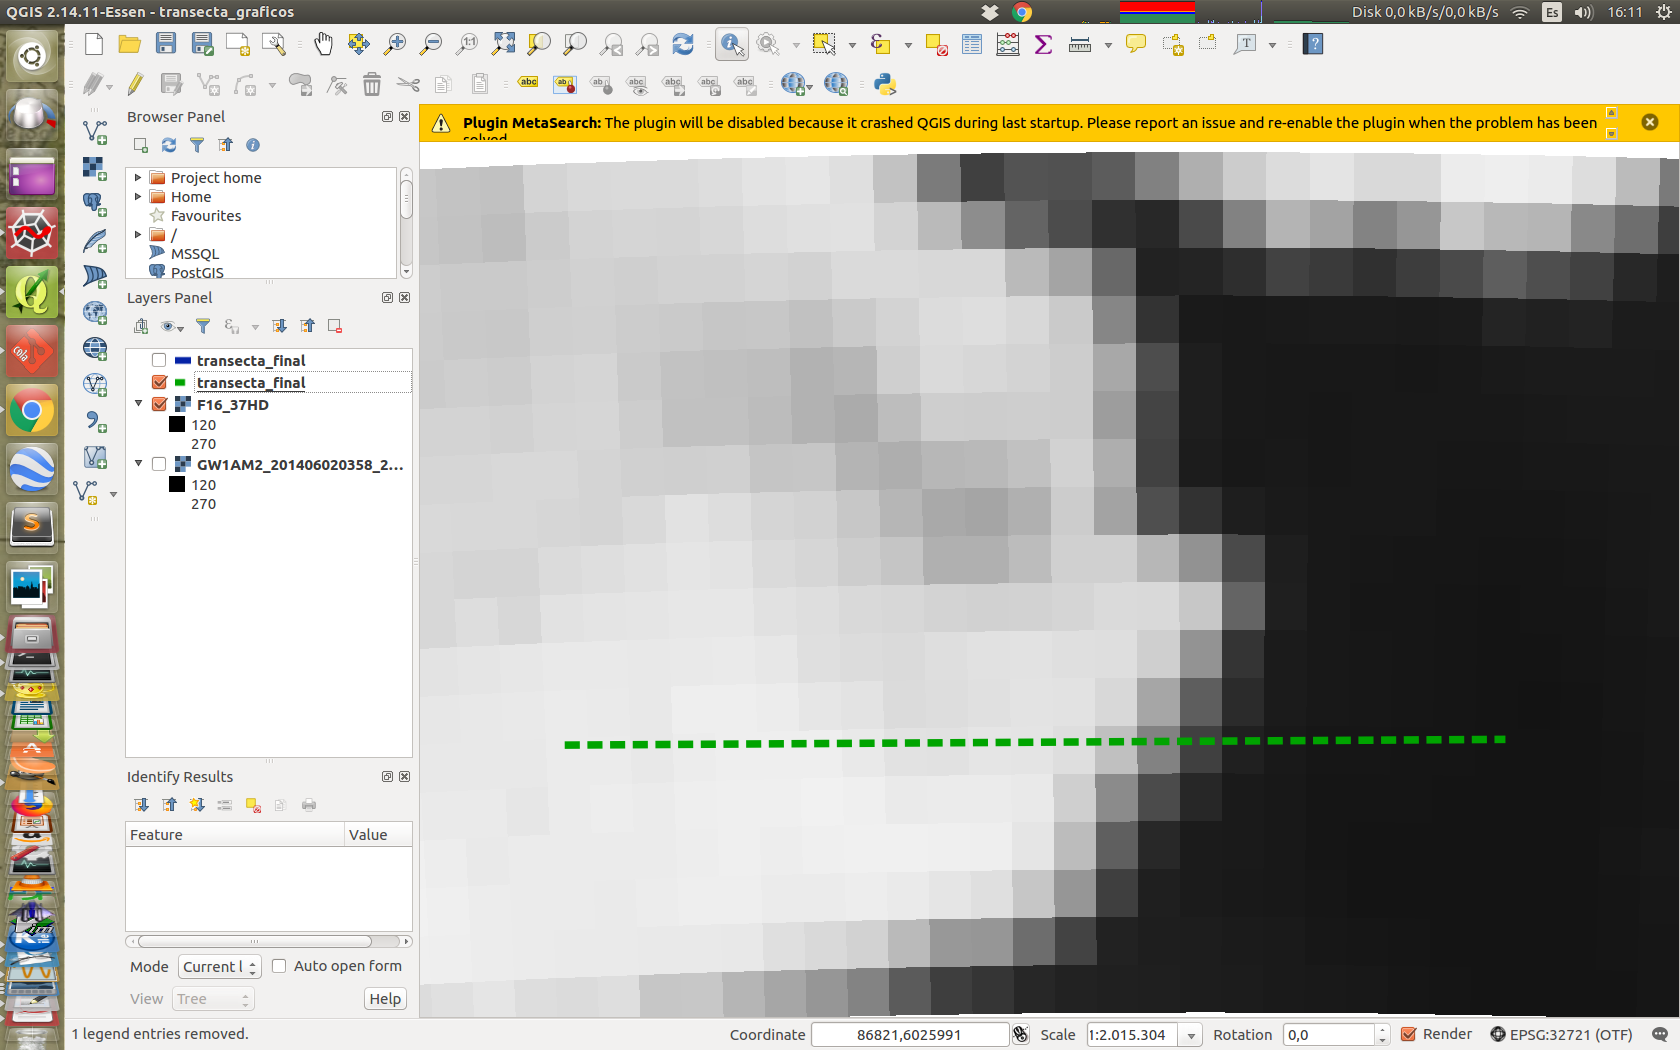 QGIS 2.14.11-Essen - transecta_graficos
Disk 0,0 kB/s/0,0 kB/s
Es
16:11
Browser Panel
Project home
Home
Favourites
/
MSSQL
PostGIS
Plugin MetaSearch: The plugin will be disabled because it crashed QGIS during last startup. Please report an issue and re-enable the plugin when the problem has been
solved
Layers Panel
transecta_final
transecta_final
F16_37HD
120
270
GW1AM2_201406020358_2...
120
270
Identify Results
Feature Value
Mode Current l Auto open form
View Tree Help
1 legend entries removed.
Coordinate 86821,6025991 Scale 1:2.015.304 Rotation 0,0 Render EPSG:32721 (OTF)